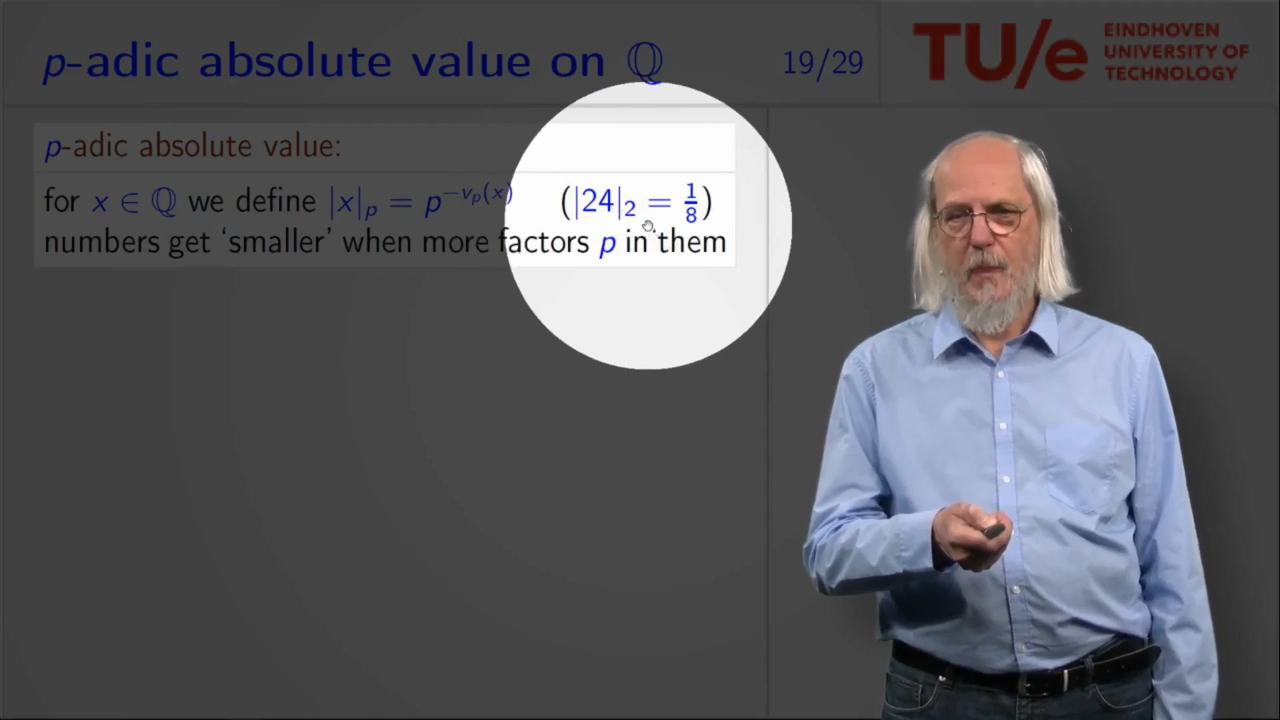 p-adic absolute value on ℚ
19/29
TU/e
EINDHOVEN
UNIVERSITY OF
TECHNOLOGY
p-adic absolute value:
for x ∈ ℚ we define |x|ₚ = p^{−vₚ(x)} (|24|₂ = 1/8)
numbers get ‘smaller’ when more factors p in them